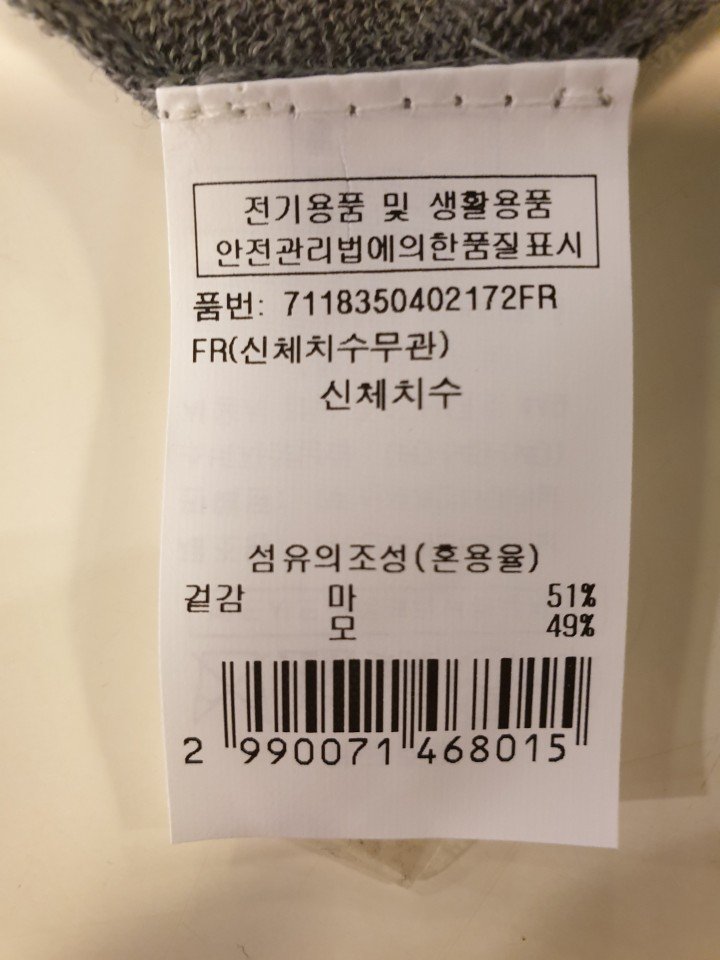 전기용품 및 생활용품
안전관리법에의한품질표시
품번: 7118350402172FR
FR(신체치수무관)
신체치수
섬유의조성(혼용율)
겉감 마 51%
모 49%
2 990071 468015